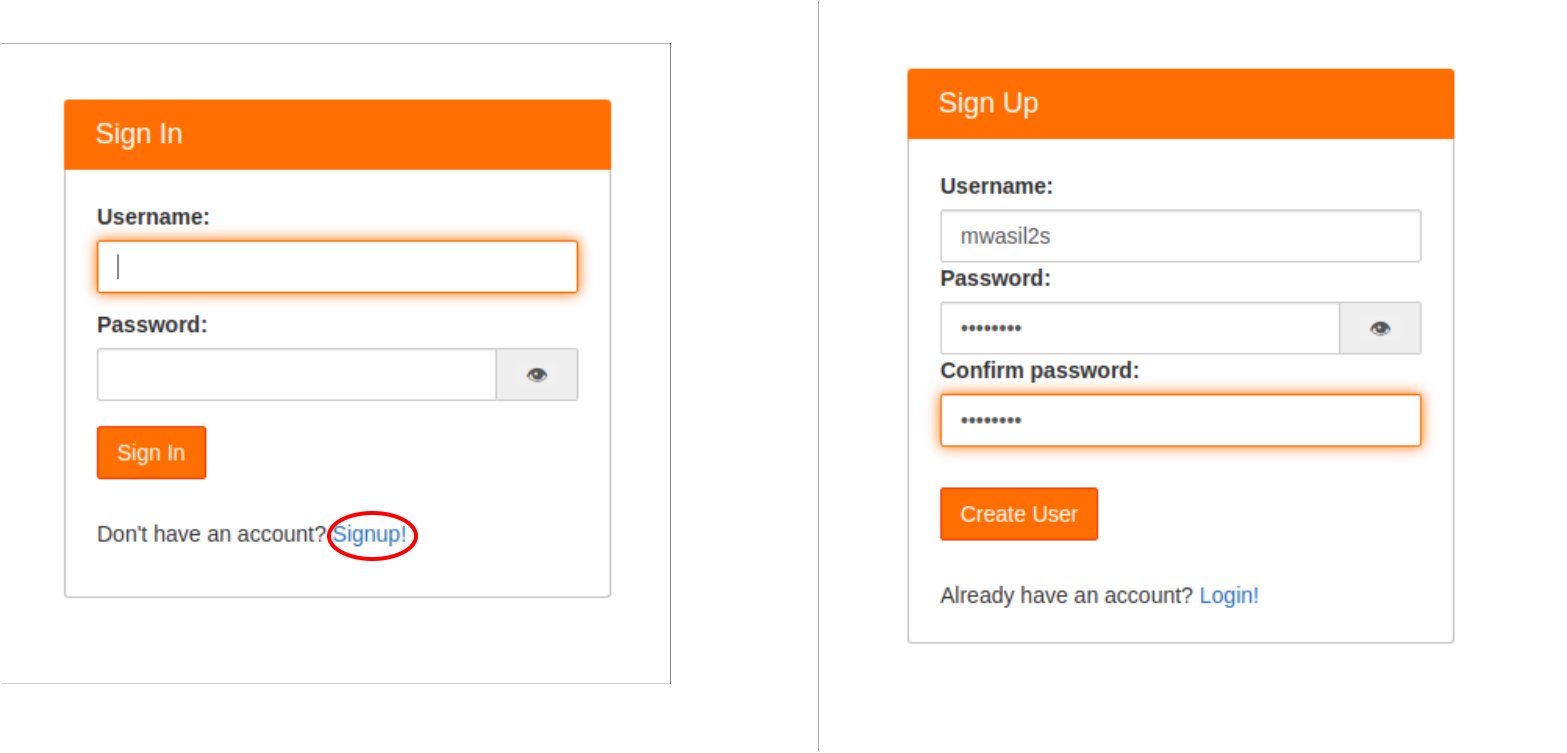 Sign In
Username:
Password:
Sign In
Don't have an account? Signup!
Sign Up
Username:
mwasil2s
Password:
••••••••
Confirm password:
••••••••
Create User
Already have an account? Login!